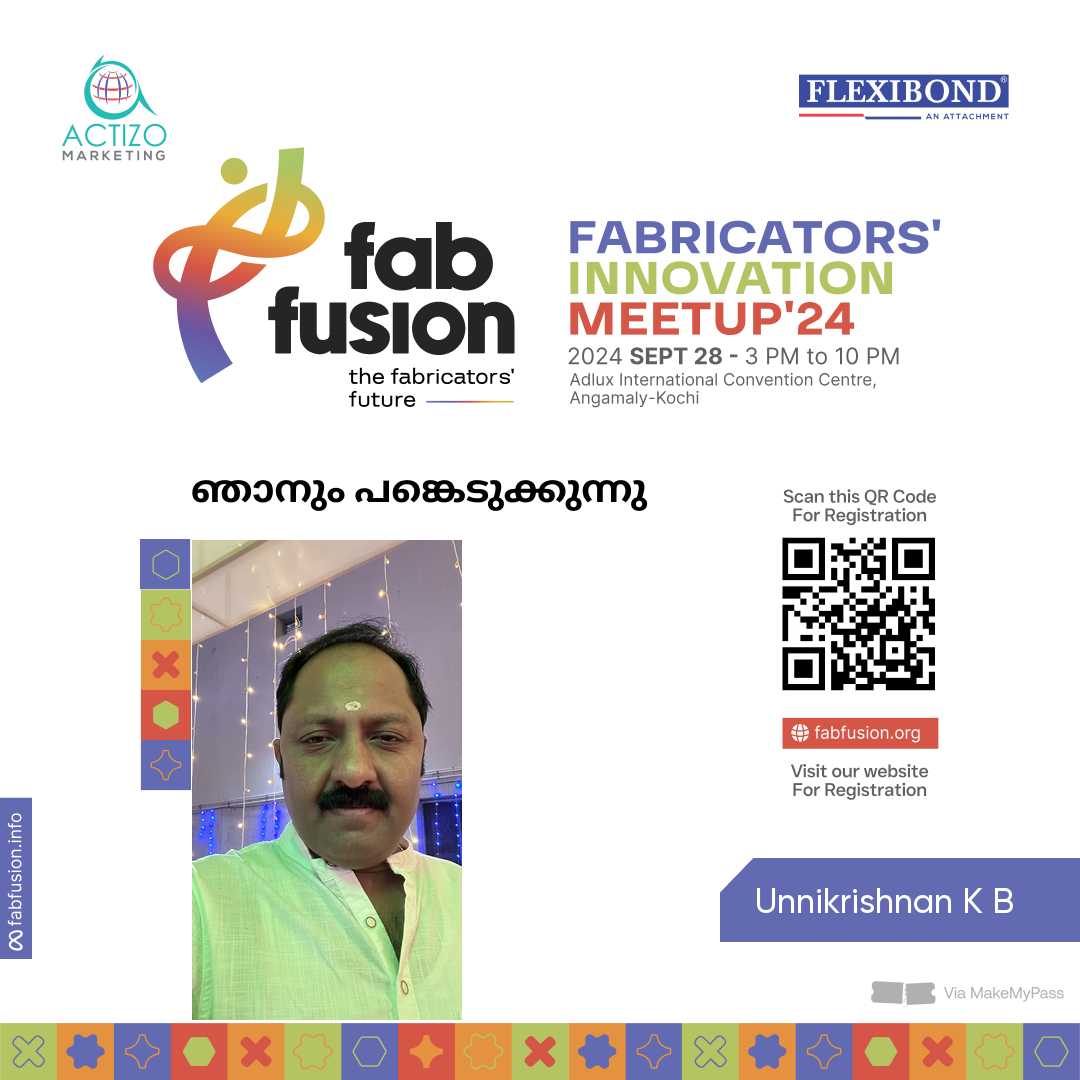 ACTIZO
MARKETING
FLEXIBOND®
AN ATTACHMENT
fab
fusion
the fabricators'
future
FABRICATORS'
INNOVATION
MEETUP'24
2024 SEPT 28 - 3 PM to 10 PM
Adlux International Convention Centre,
Angamaly-Kochi
ഞാനും പങ്കെടുക്കുന്നു
Scan this QR Code
For Registration
fabfusion.org
Visit our website
For Registration
fabfusion.info
Unnikrishnan K B
Via MakeMyPass